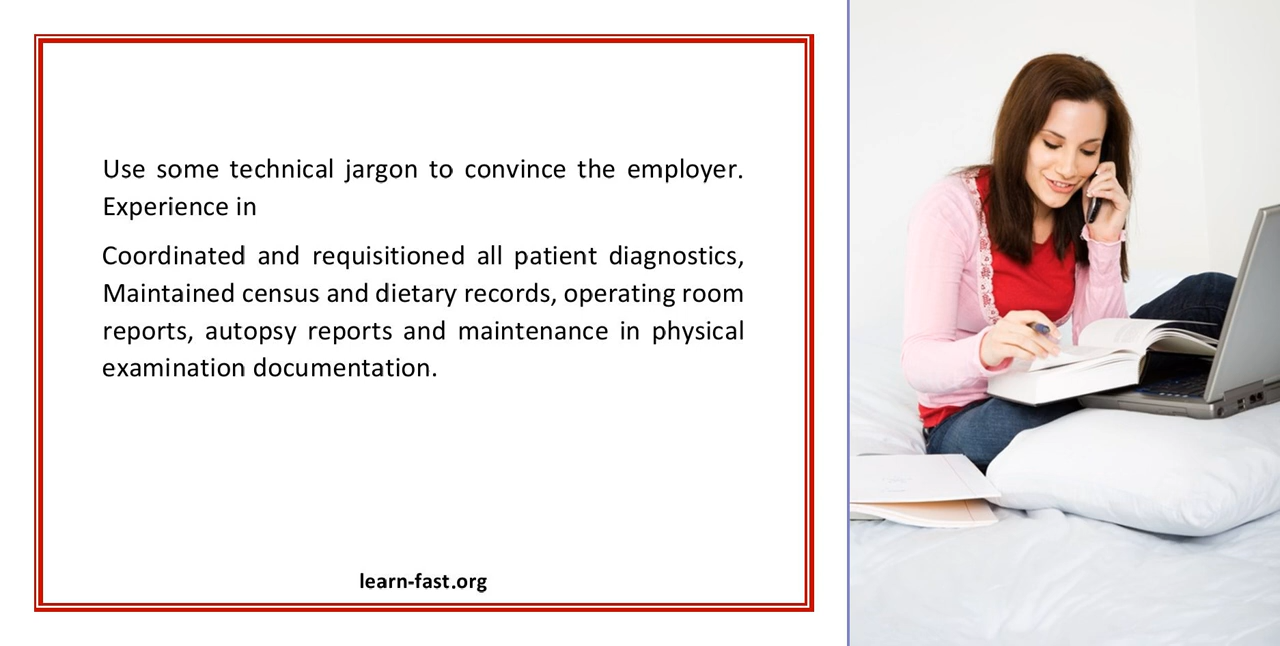 Use some technical jargon to convince the employer.
Experience in
Coordinated and requisitioned all patient diagnostics,
Maintained census and dietary records, operating room
reports, autopsy reports and maintenance in physical
examination documentation.
learn-fast.org